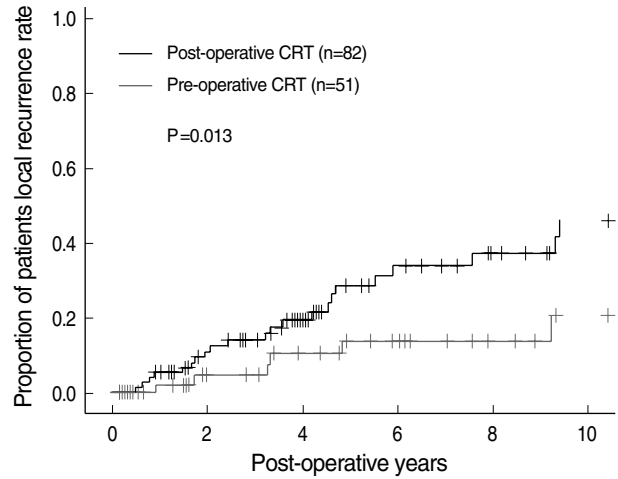 Proportion of patients local recurrence rate
1.0
0.8
0.6
0.4
0.2
0.0
Post-operative CRT (n=82)
Pre-operative CRT (n=51)
P=0.013
0 2 4 6 8 10
Post-operative years